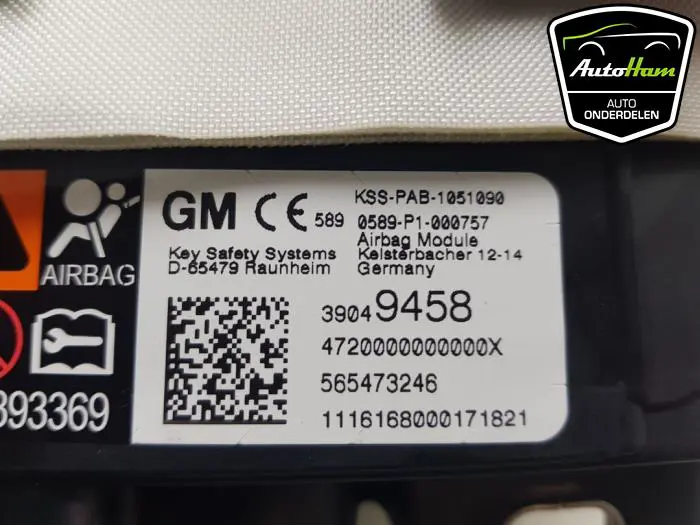 AutoHam
AUTO
ONDERDELEN
GM CE 589
KSS-PAB-1051090
0589-P1-000757
Key Safety Systems
D-65479 Raunheim
Airbag Module
Kelsterbacher 12-14
Germany
39049458
4720000000000X
565473246
1116168000171821
AIRBAG
393369